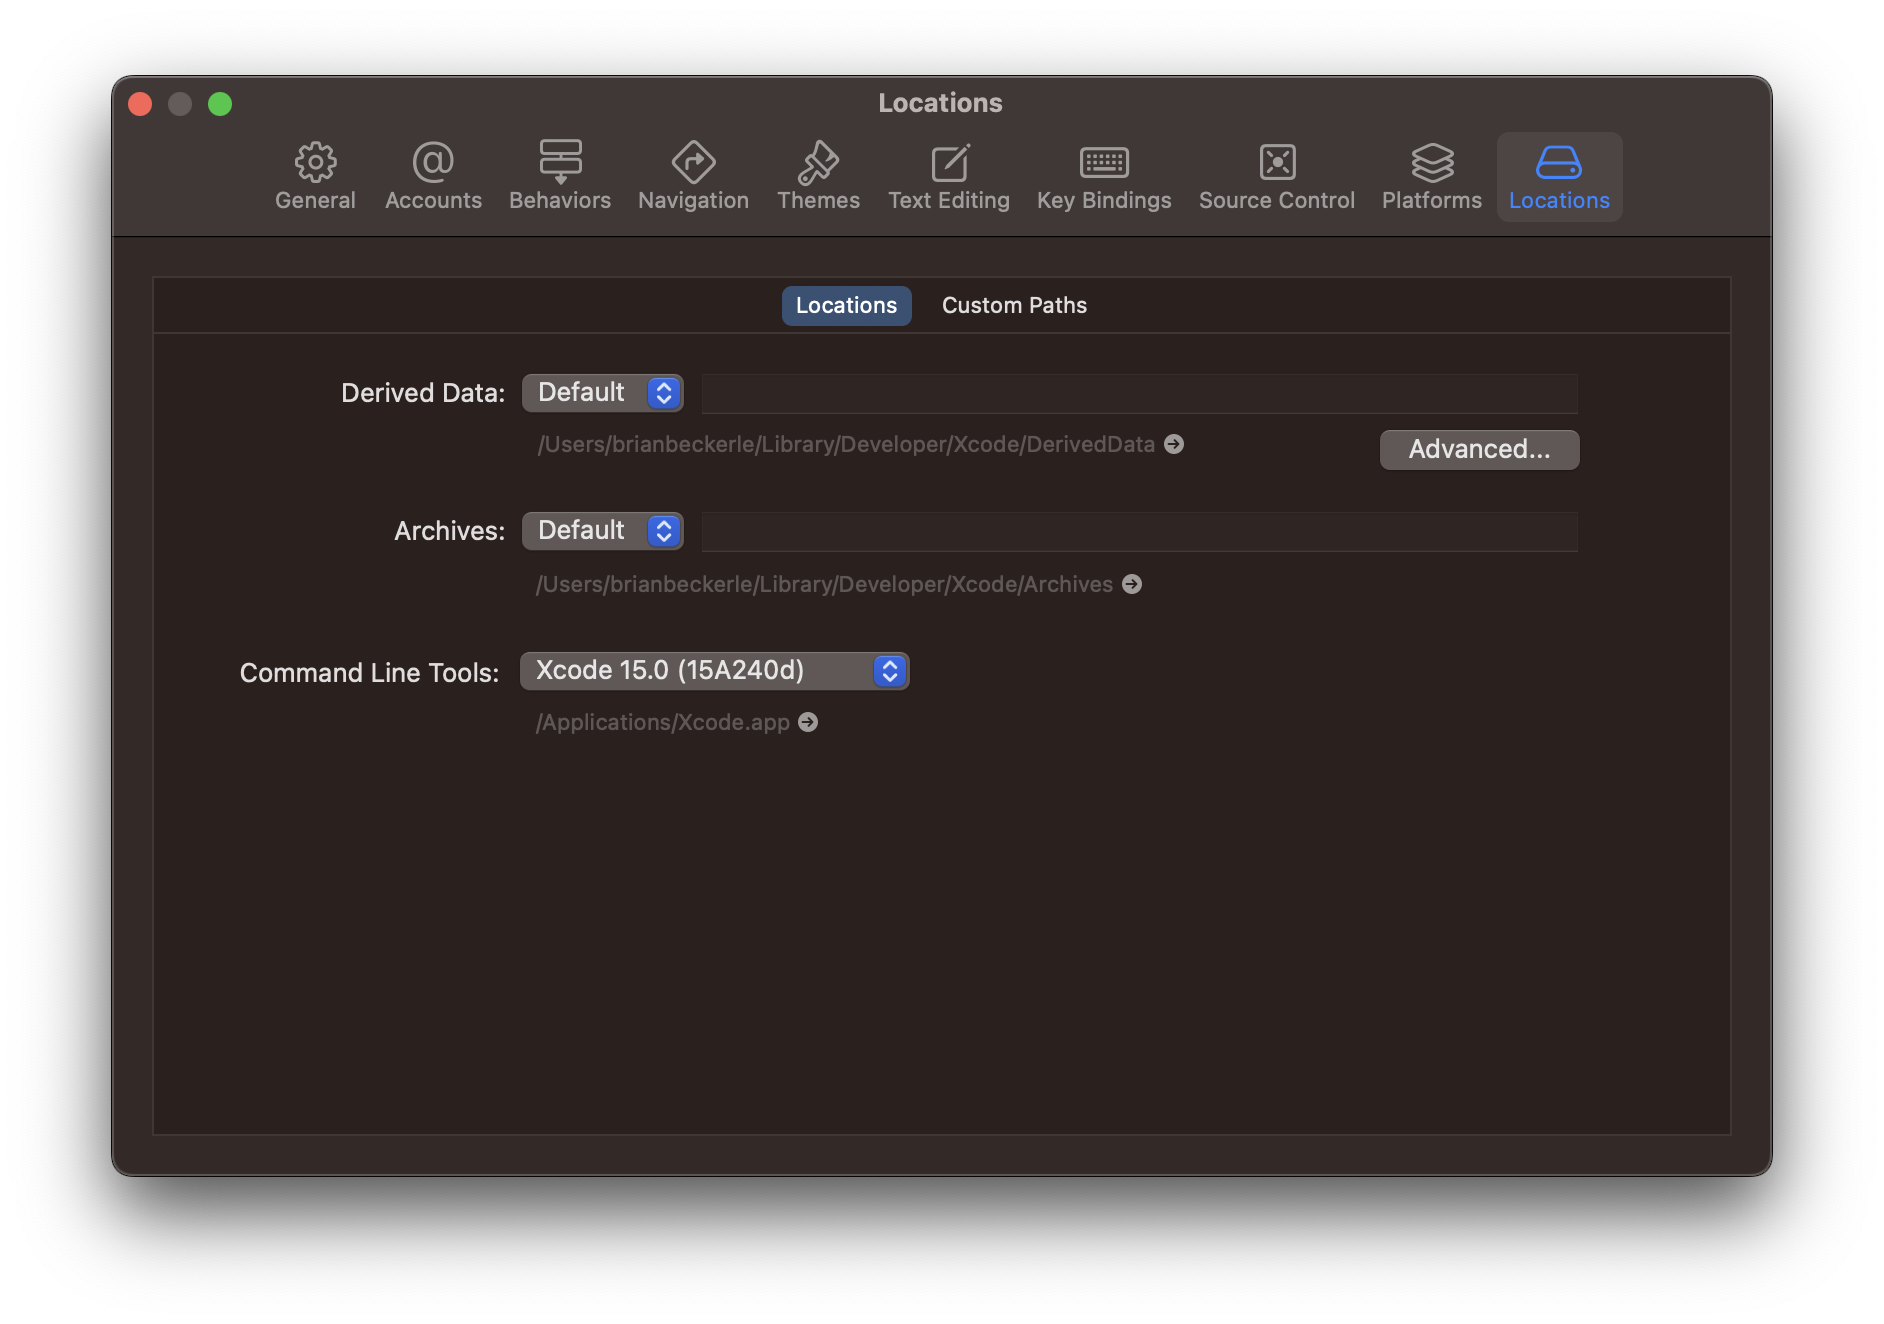 Locations
General Accounts Behaviors Navigation Themes Text Editing Key Bindings Source Control Platforms Locations
Locations Custom Paths
Derived Data: Default
/Users/brianbeckerle/Library/Developer/Xcode/DerivedData
Advanced...
Archives: Default
/Users/brianbeckerle/Library/Developer/Xcode/Archives
Command Line Tools: Xcode 15.0 (15A240d)
/Applications/Xcode.app